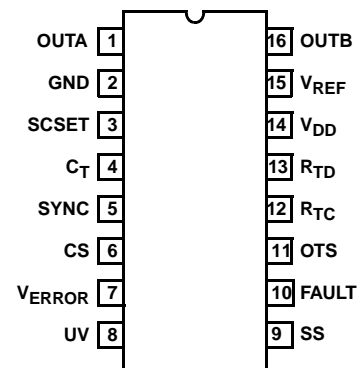 OUTA 1 16 OUTB
GND 2 15 VREF
SCSET 3 14 VDD
CT 4 13 RTD
SYNC 5 12 RTC
CS 6 11 OTS
VERROR 7 10 FAULT
UV 8 9 SS